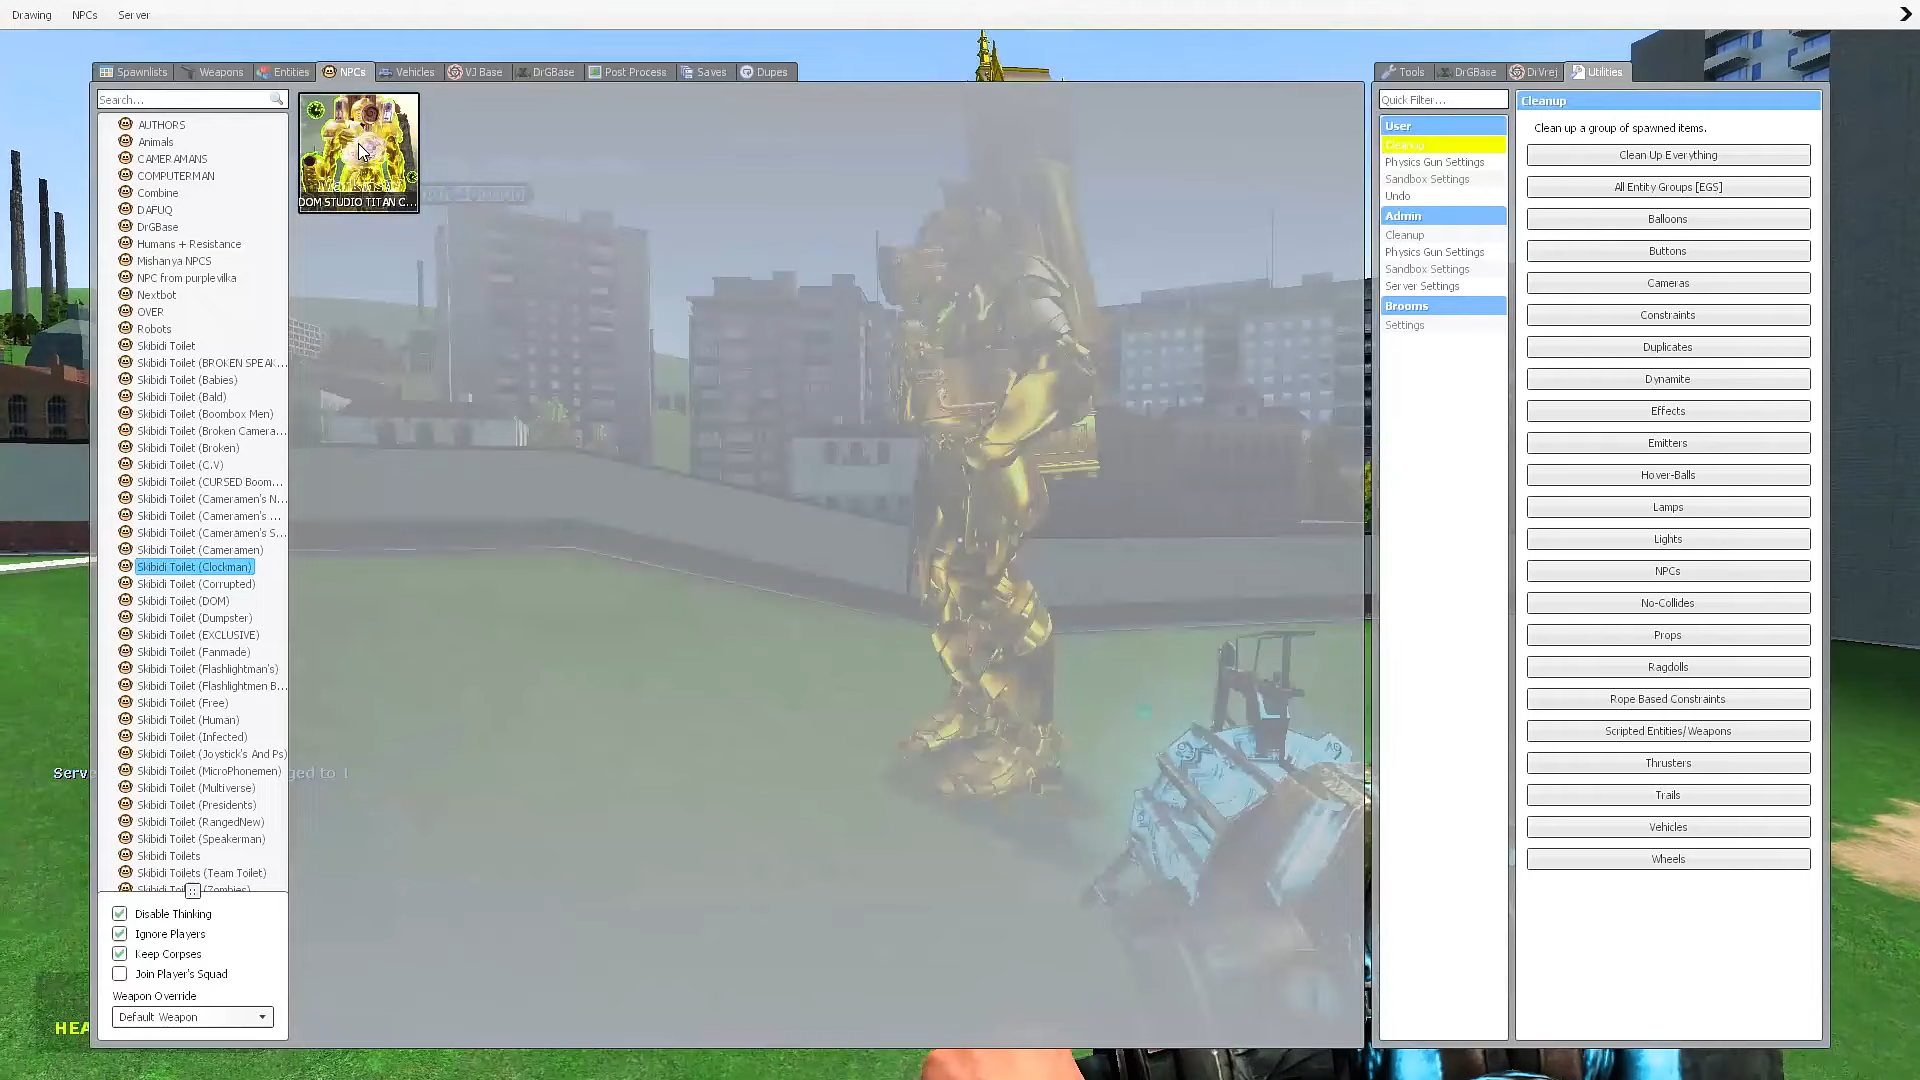 Drawing NPCs Server
Spawnlists Weapons Entities NPCs Vehicles VJ Base DrGBase Post Process Saves Dupes
Search...
AUTHORS
Animals
CAMERAMANS
COMPUTERMAN
Combine
DAFUQ
DrGBase
Humans + Resistance
Mishanya NPCS
NPC from purplevilka
Nextbot
OVER
Robots
Skibidi Toilet
Skibidi Toilet (BROKEN SPEAK...
Skibidi Toilet (Babies)
Skibidi Toilet (Bald)
Skibidi Toilet (Boombox Men)
Skibidi Toilet (Broken Camera...
Skibidi Toilet (Broken)
Skibidi Toilet (C.V)
Skibidi Toilet (CURSED Boom...
Skibidi Toilet (Cameramen's N...
Skibidi Toilet (Cameramen's ...
Skibidi Toilet (Cameramen's S...
Skibidi Toilet (Cameramen)
Skibidi Toilet (Clockman)
Skibidi Toilet (Corrupted)
Skibidi Toilet (DOM)
Skibidi Toilet (Dumpster)
Skibidi Toilet (EXCLUSIVE)
Skibidi Toilet (Fanmade)
Skibidi Toilet (Flashlightman's)
Skibidi Toilet (Flashlightmen B...
Skibidi Toilet (Free)
Skibidi Toilet (Human)
Skibidi Toilet (Infected)
Skibidi Toilet (Joystick's And Ps)
Skibidi Toilet (MicroPhonemen)
Skibidi Toilet (Multiverse)
Skibidi Toilet (Presidents)
Skibidi Toilet (RangedNew)
Skibidi Toilet (Speakerman)
Skibidi Toilets
Skibidi Toilets (Team Toilet)
Disable Thinking
Ignore Players
Keep Corpses
Join Player's Squad
Weapon Override
Default Weapon
DOM STUDIO TITAN C...
Serv
ged to 1
HEA
Tools DrGBase DrVrej Utilities
Quick Filter...
User
Cleanup
Physics Gun Settings
Sandbox Settings
Undo
Admin
Cleanup
Physics Gun Settings
Sandbox Settings
Server Settings
Brooms
Settings
Cleanup
Clean up a group of spawned items.
Clean Up Everything
All Entity Groups [EGS]
Balloons
Buttons
Cameras
Constraints
Duplicates
Dynamite
Effects
Emitters
Hover-Balls
Lamps
Lights
NPCs
No-Collides
Props
Ragdolls
Rope Based Constraints
Scripted Entities/Weapons
Thrusters
Trails
Vehicles
Wheels